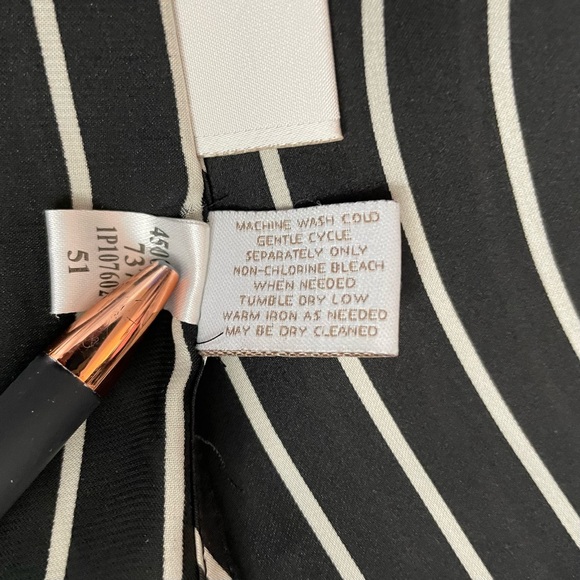 MACHINE WASH COLD
GENTLE CYCLE
SEPARATELY ONLY
NON-CHLORINE BLEACH
WHEN NEEDED
TUMBLE DRY LOW
WARM IRON AS NEEDED
MAY BE DRY CLEANED
51